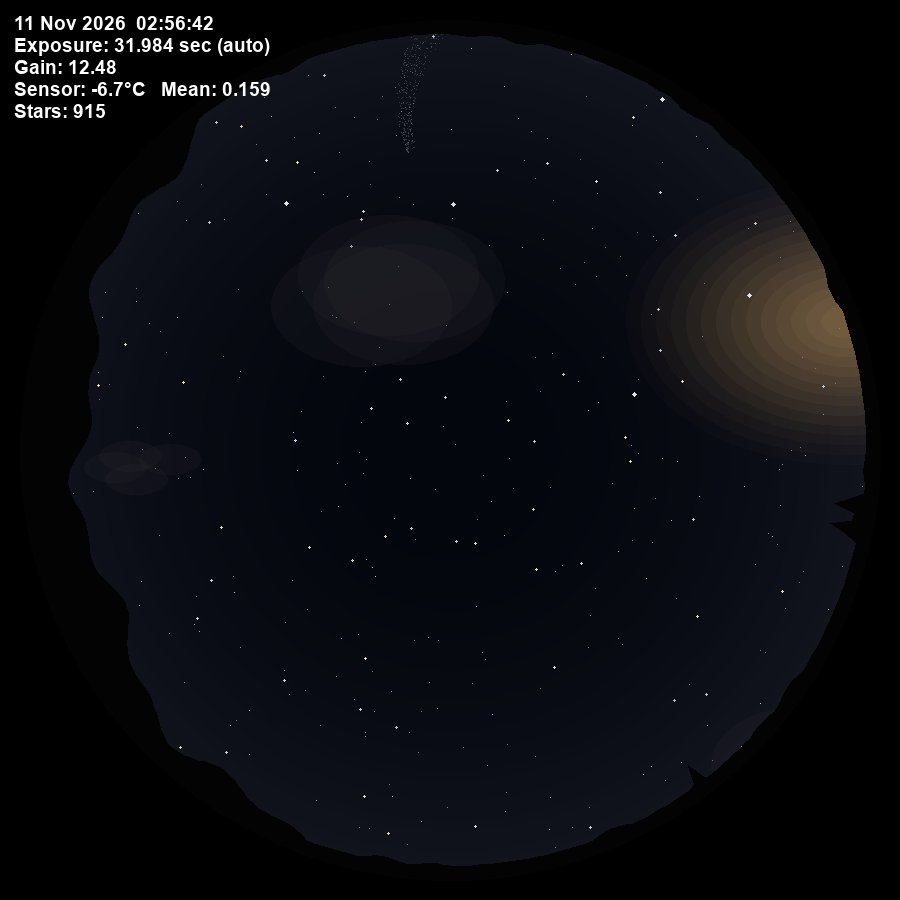 11 Nov 2026  02:56:42
Exposure: 31.984 sec (auto)
Gain: 12.48
Sensor: -6.7°C   Mean: 0.159
Stars: 915